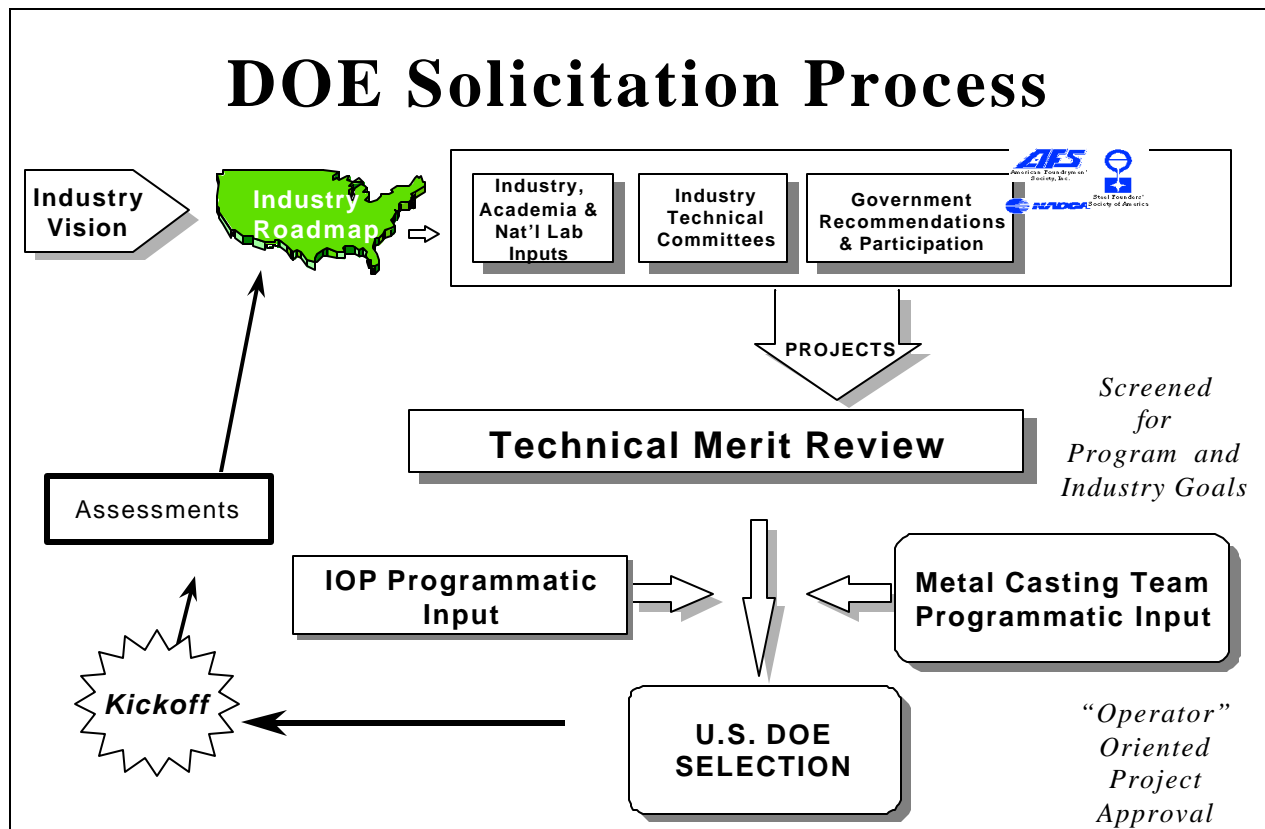 DOE Solicitation Process
Industry
Vision
Industry
Roadmap
Industry,
Academia &
Nat'l Lab
Inputs
Industry
Technical
Committees
Government
Recommendations
& Participation
AFS
American Foundrymen'
Society, Inc.
NADCA
Steel Founders'
Society of America
PROJECTS
Technical Merit Review
Screened
for
Program and
Industry Goals
Assessments
IOP Programmatic
Input
Metal Casting Team
Programmatic Input
Kickoff
U.S. DOE
SELECTION
“Operator”
Oriented
Project
Approval